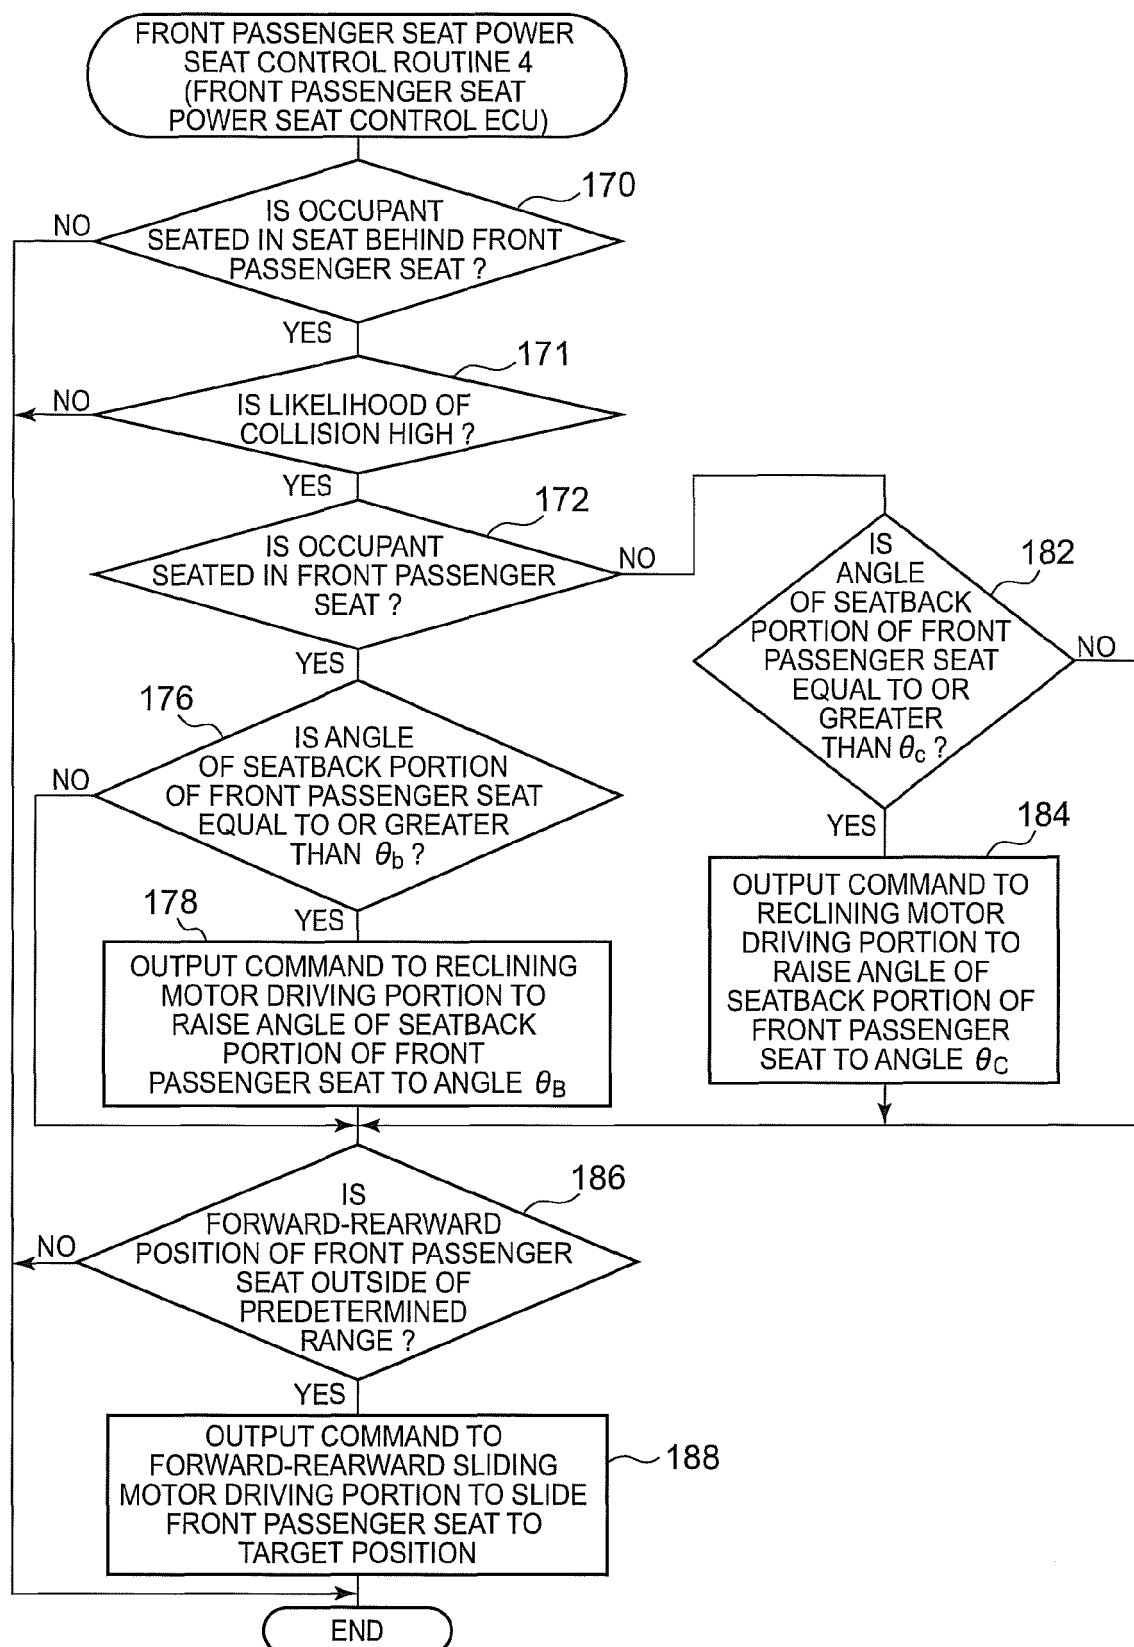 FRONT PASSENGER SEAT POWER
SEAT CONTROL ROUTINE 4
(FRONT PASSENGER SEAT
POWER SEAT CONTROL ECU)
170
NO
IS OCCUPANT
SEATED IN SEAT BEHIND FRONT
PASSENGER SEAT ?
YES
171
NO
IS LIKELIHOOD OF
COLLISION HIGH ?
YES
172
IS OCCUPANT
SEATED IN FRONT PASSENGER
SEAT ?
NO
YES
182
IS
ANGLE
OF SEATBACK
PORTION OF FRONT
PASSENGER SEAT
EQUAL TO OR
GREATER
THAN θc ?
NO
YES
176
NO
IS ANGLE
OF SEATBACK PORTION
OF FRONT PASSENGER SEAT
EQUAL TO OR GREATER
THAN θb ?
YES
184
OUTPUT COMMAND TO
RECLINING MOTOR
DRIVING PORTION TO
RAISE ANGLE OF
SEATBACK PORTION OF
FRONT PASSENGER
SEAT TO ANGLE θC
178
OUTPUT COMMAND TO RECLINING
MOTOR DRIVING PORTION TO
RAISE ANGLE OF SEATBACK
PORTION OF FRONT
PASSENGER SEAT TO ANGLE θB
186
NO
IS
FORWARD-REARWARD
POSITION OF FRONT PASSENGER
SEAT OUTSIDE OF
PREDETERMINED
RANGE ?
YES
188
OUTPUT COMMAND TO
FORWARD-REARWARD SLIDING
MOTOR DRIVING PORTION TO SLIDE
FRONT PASSENGER SEAT TO
TARGET POSITION
END